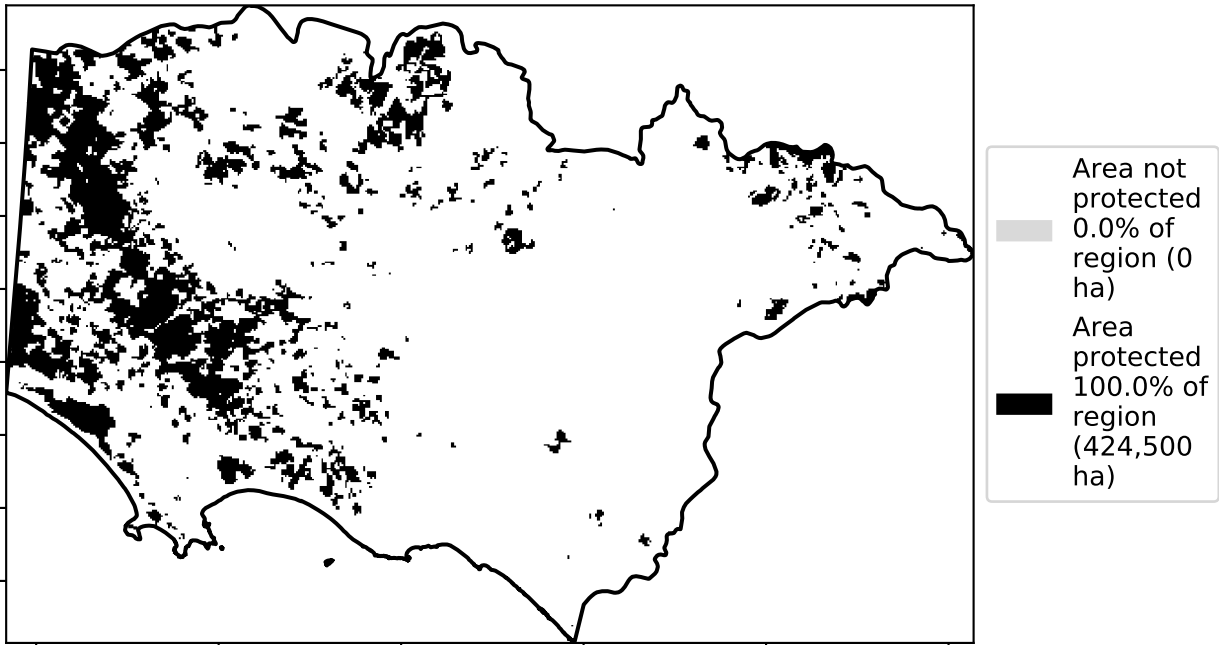 Area not
protected
0.0% of
region (0
ha)
Area
protected
100.0% of
region
(424,500
ha)